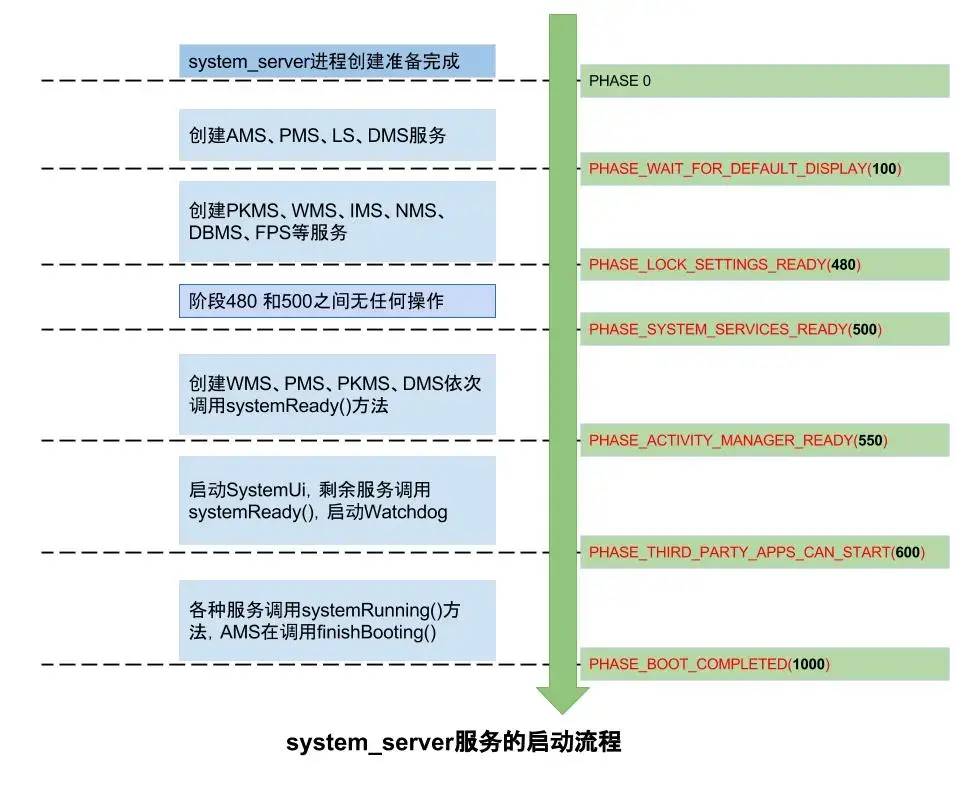 system_server进程创建准备完成
PHASE 0
创建AMS、PMS、LS、DMS服务
PHASE_WAIT_FOR_DEFAULT_DISPLAY(100)
创建PKMS、WMS、IMS、NMS、
DBMS、FPS等服务
PHASE_LOCK_SETTINGS_READY(480)
阶段480 和500之间无任何操作
PHASE_SYSTEM_SERVICES_READY(500)
创建WMS、PMS、PKMS、DMS依次
调用systemReady()方法
PHASE_ACTIVITY_MANAGER_READY(550)
启动SystemUi，剩余服务调用
systemReady()，启动Watchdog
PHASE_THIRD_PARTY_APPS_CAN_START(600)
各种服务调用systemRunning()方
法，AMS在调用finishBooting()
PHASE_BOOT_COMPLETED(1000)
system_server服务的启动流程